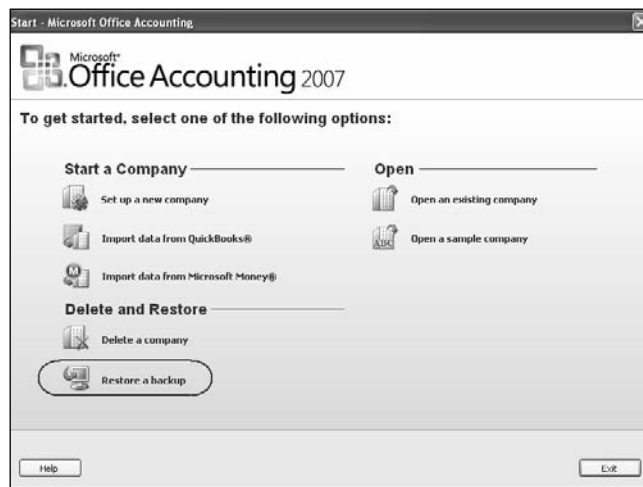 Start - Microsoft Office Accounting
Microsoft®
Office Accounting 2007
To get started, select one of the following options:
Start a Company
Set up a new company
Import data from QuickBooks®
Import data from Microsoft Money®
Delete and Restore
Delete a company
Restore a backup
Open
Open an existing company
Open a sample company
ABC
Help
Exit